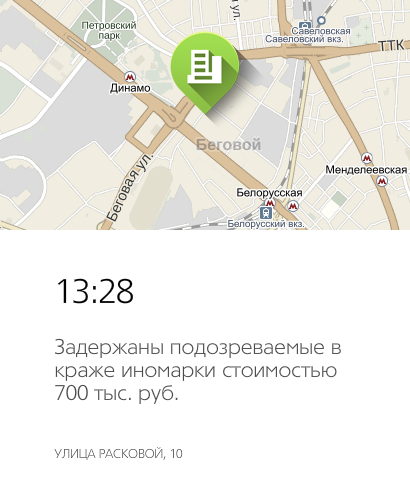 Петровский
парк
Савеловская
Савеловский вкз.
ТТК
Динамо
Беговой
Беговая ул.
Менделеевская
Белорусская
Белорусский вкз.
13:28
Задержаны подозреваемые в
краже иномарки стоимостью
700 тыс. руб.
УЛИЦА РАСКОВОЙ, 10